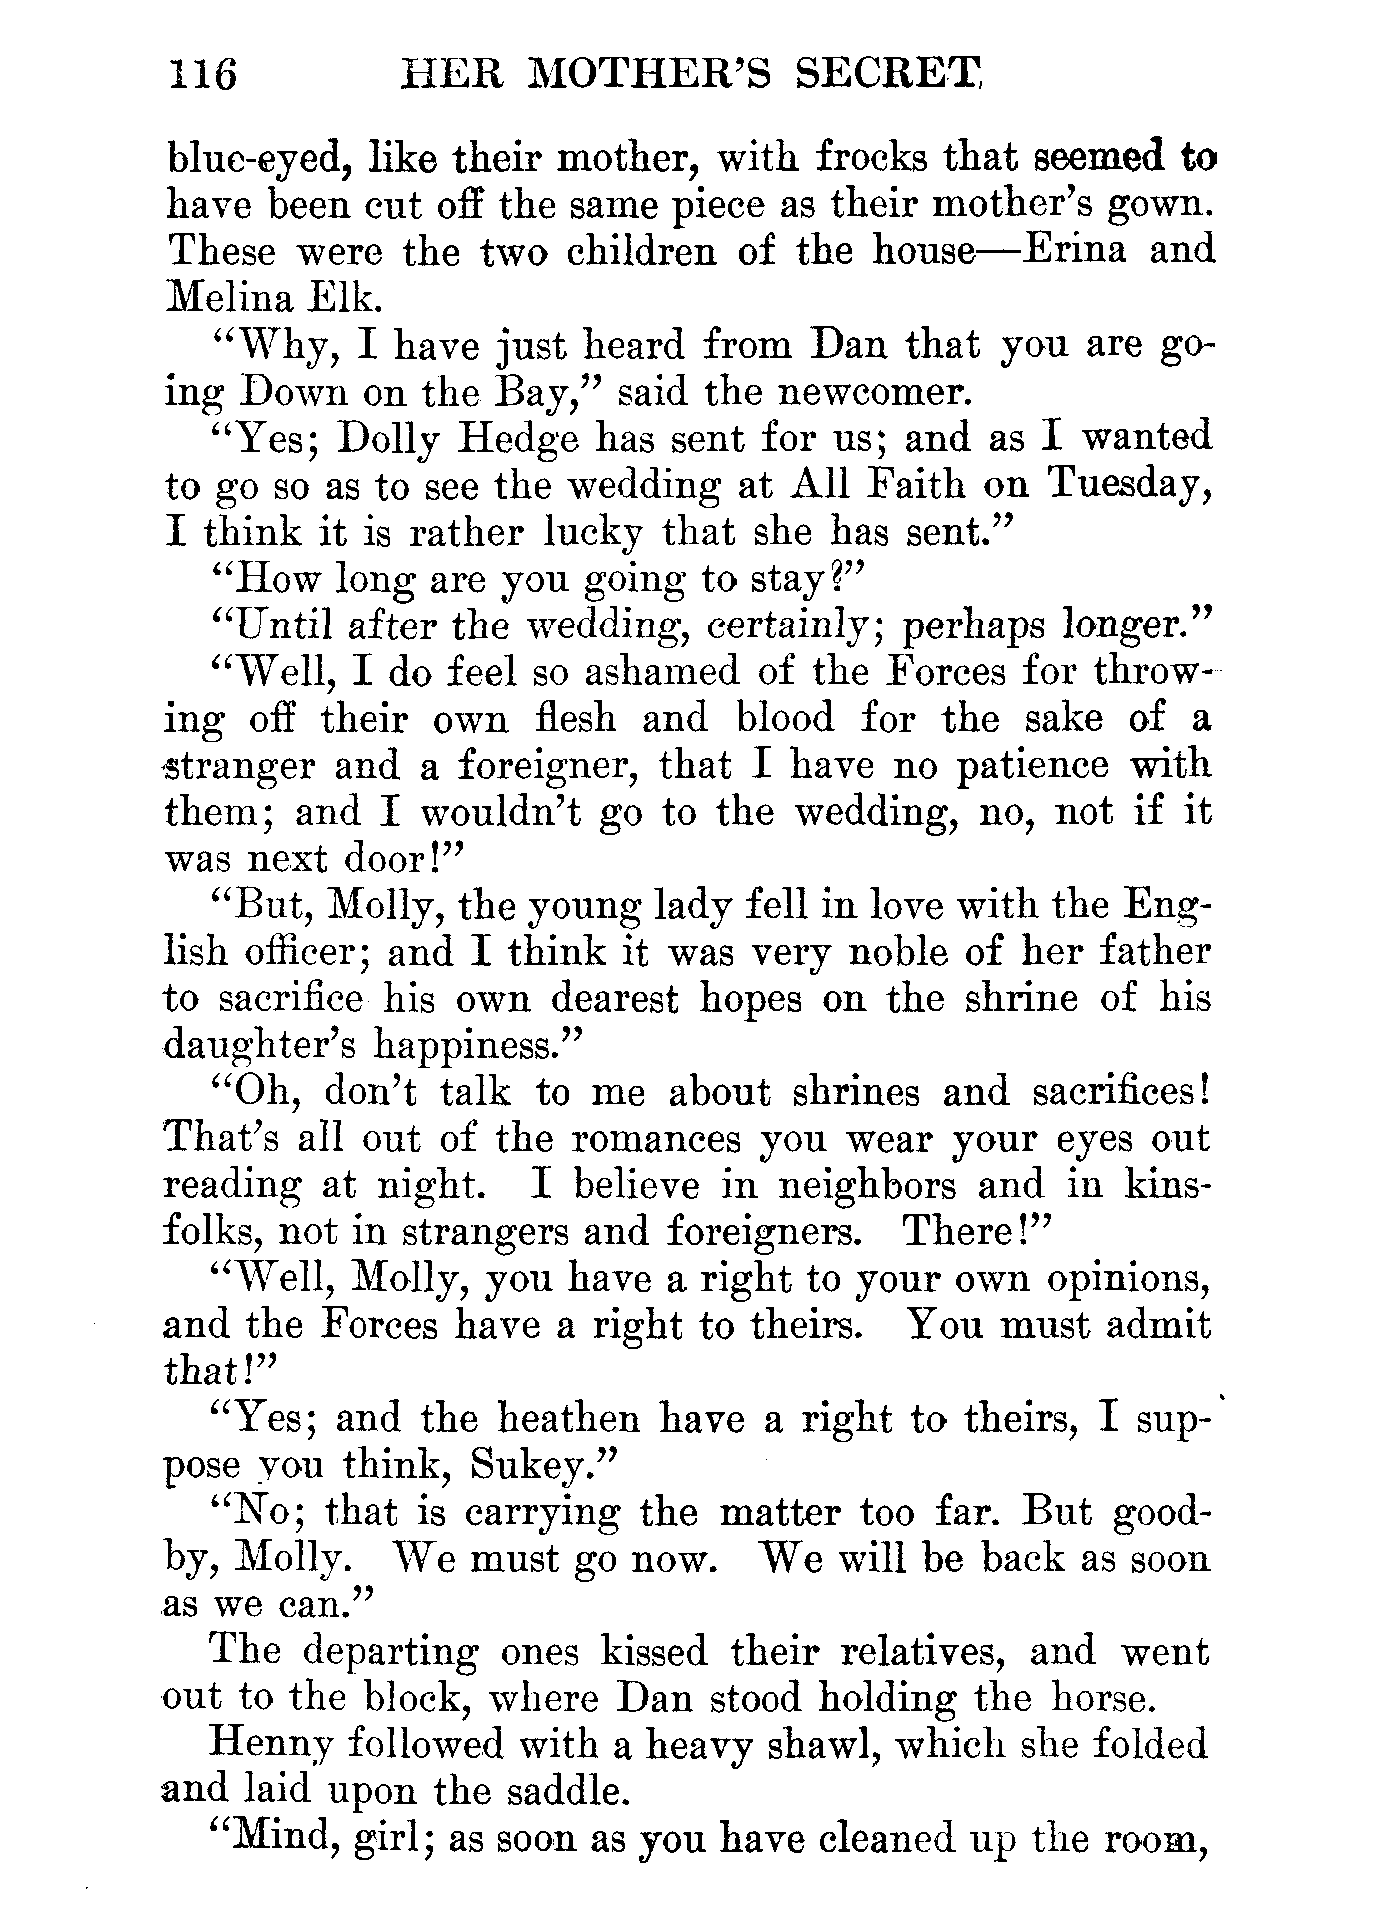 116 HER MOTHER'S SECRET,
blue-eyed, like their mother, with frocks that seemed to
have been cut off the same piece as their mother's gown.
These were the two children of the house—Erina and
Melina Elk.
"Why, I have just heard from Dan that you are go-
ing Down on the Bay," said the newcomer.
"Yes; Dolly Hedge has sent for us; and as I wanted
to go so as to see the wedding at All Faith on Tuesday,
I think it is rather lucky that she has sent."
"How long are you going to stay?"
"Until after the wedding, certainly; perhaps longer."
"Well, I do feel so ashamed of the Forces for throw-
ing off their own flesh and blood for the sake of a
stranger and a foreigner, that I have no patience with
them; and I wouldn't go to the wedding, no, not if it
was next door!"
"But, Molly, the young lady fell in love with the Eng-
lish officer; and I think it was very noble of her father
to sacrifice his own dearest hopes on the shrine of his
daughter's happiness."
"Oh, don't talk to me about shrines and sacrifices!
That's all out of the romances you wear your eyes out
reading at night. I believe in neighbors and in kins-
folks, not in strangers and foreigners. There!"
"Well, Molly, you have a right to your own opinions,
and the Forces have a right to theirs. You must admit
that!"
"Yes; and the heathen have a right to theirs, I sup-
pose you think, Sukey."
"No; that is carrying the matter too far. But good-
by, Molly. We must go now. We will be back as soon
as we can."
The departing ones kissed their relatives, and went
out to the block, where Dan stood holding the horse.
Henny followed with a heavy shawl, which she folded
and laid upon the saddle.
"Mind, girl; as soon as you have cleaned up the room,